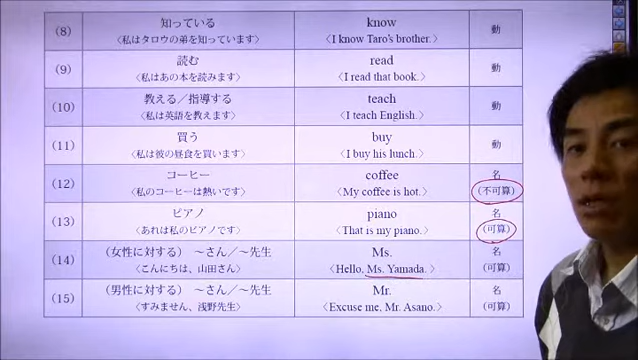 (8) 知っている know 動
〈私はタロウの弟を知っています〉 〈I know Taro's brother.〉
(9) 読む read 動
〈私はあの本を読みます〉 〈I read that book.〉
(10) 教える／指導する teach 動
〈私は英語を教えます〉 〈I teach English.〉
(11) 買う buy 動
〈私は彼の昼食を買います〉 〈I buy his lunch.〉
(12) コーヒー coffee 名
〈私のコーヒーは熱いです〉 〈My coffee is hot.〉 (不可算)
(13) ピアノ piano 名
〈あれは私のピアノです〉 〈That is my piano.〉 (可算)
(14) (女性に対する) ～さん／～先生 Ms. 名
〈こんにちは、山田さん〉 〈Hello, Ms. Yamada.〉 (可算)
(15) (男性に対する) ～さん／～先生 Mr. 名
〈すみません、浅野先生〉 〈Excuse me, Mr. Asano.〉 (可算)